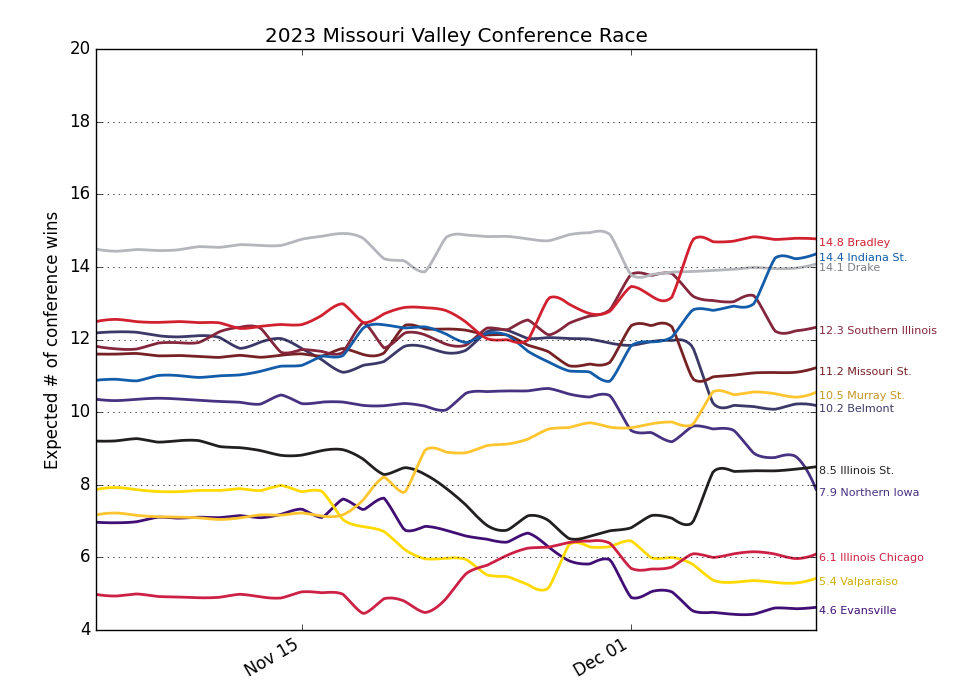 2023 Missouri Valley Conference Race
Expected # of conference wins
20
18
16
14
12
10
8
6
4
Nov 15
Dec 01
14.8 Bradley
14.4 Indiana St.
14.1 Drake
12.3 Southern Illinois
11.2 Missouri St.
10.5 Murray St.
10.2 Belmont
8.5 Illinois St.
7.9 Northern Iowa
6.1 Illinois Chicago
5.4 Valparaiso
4.6 Evansville